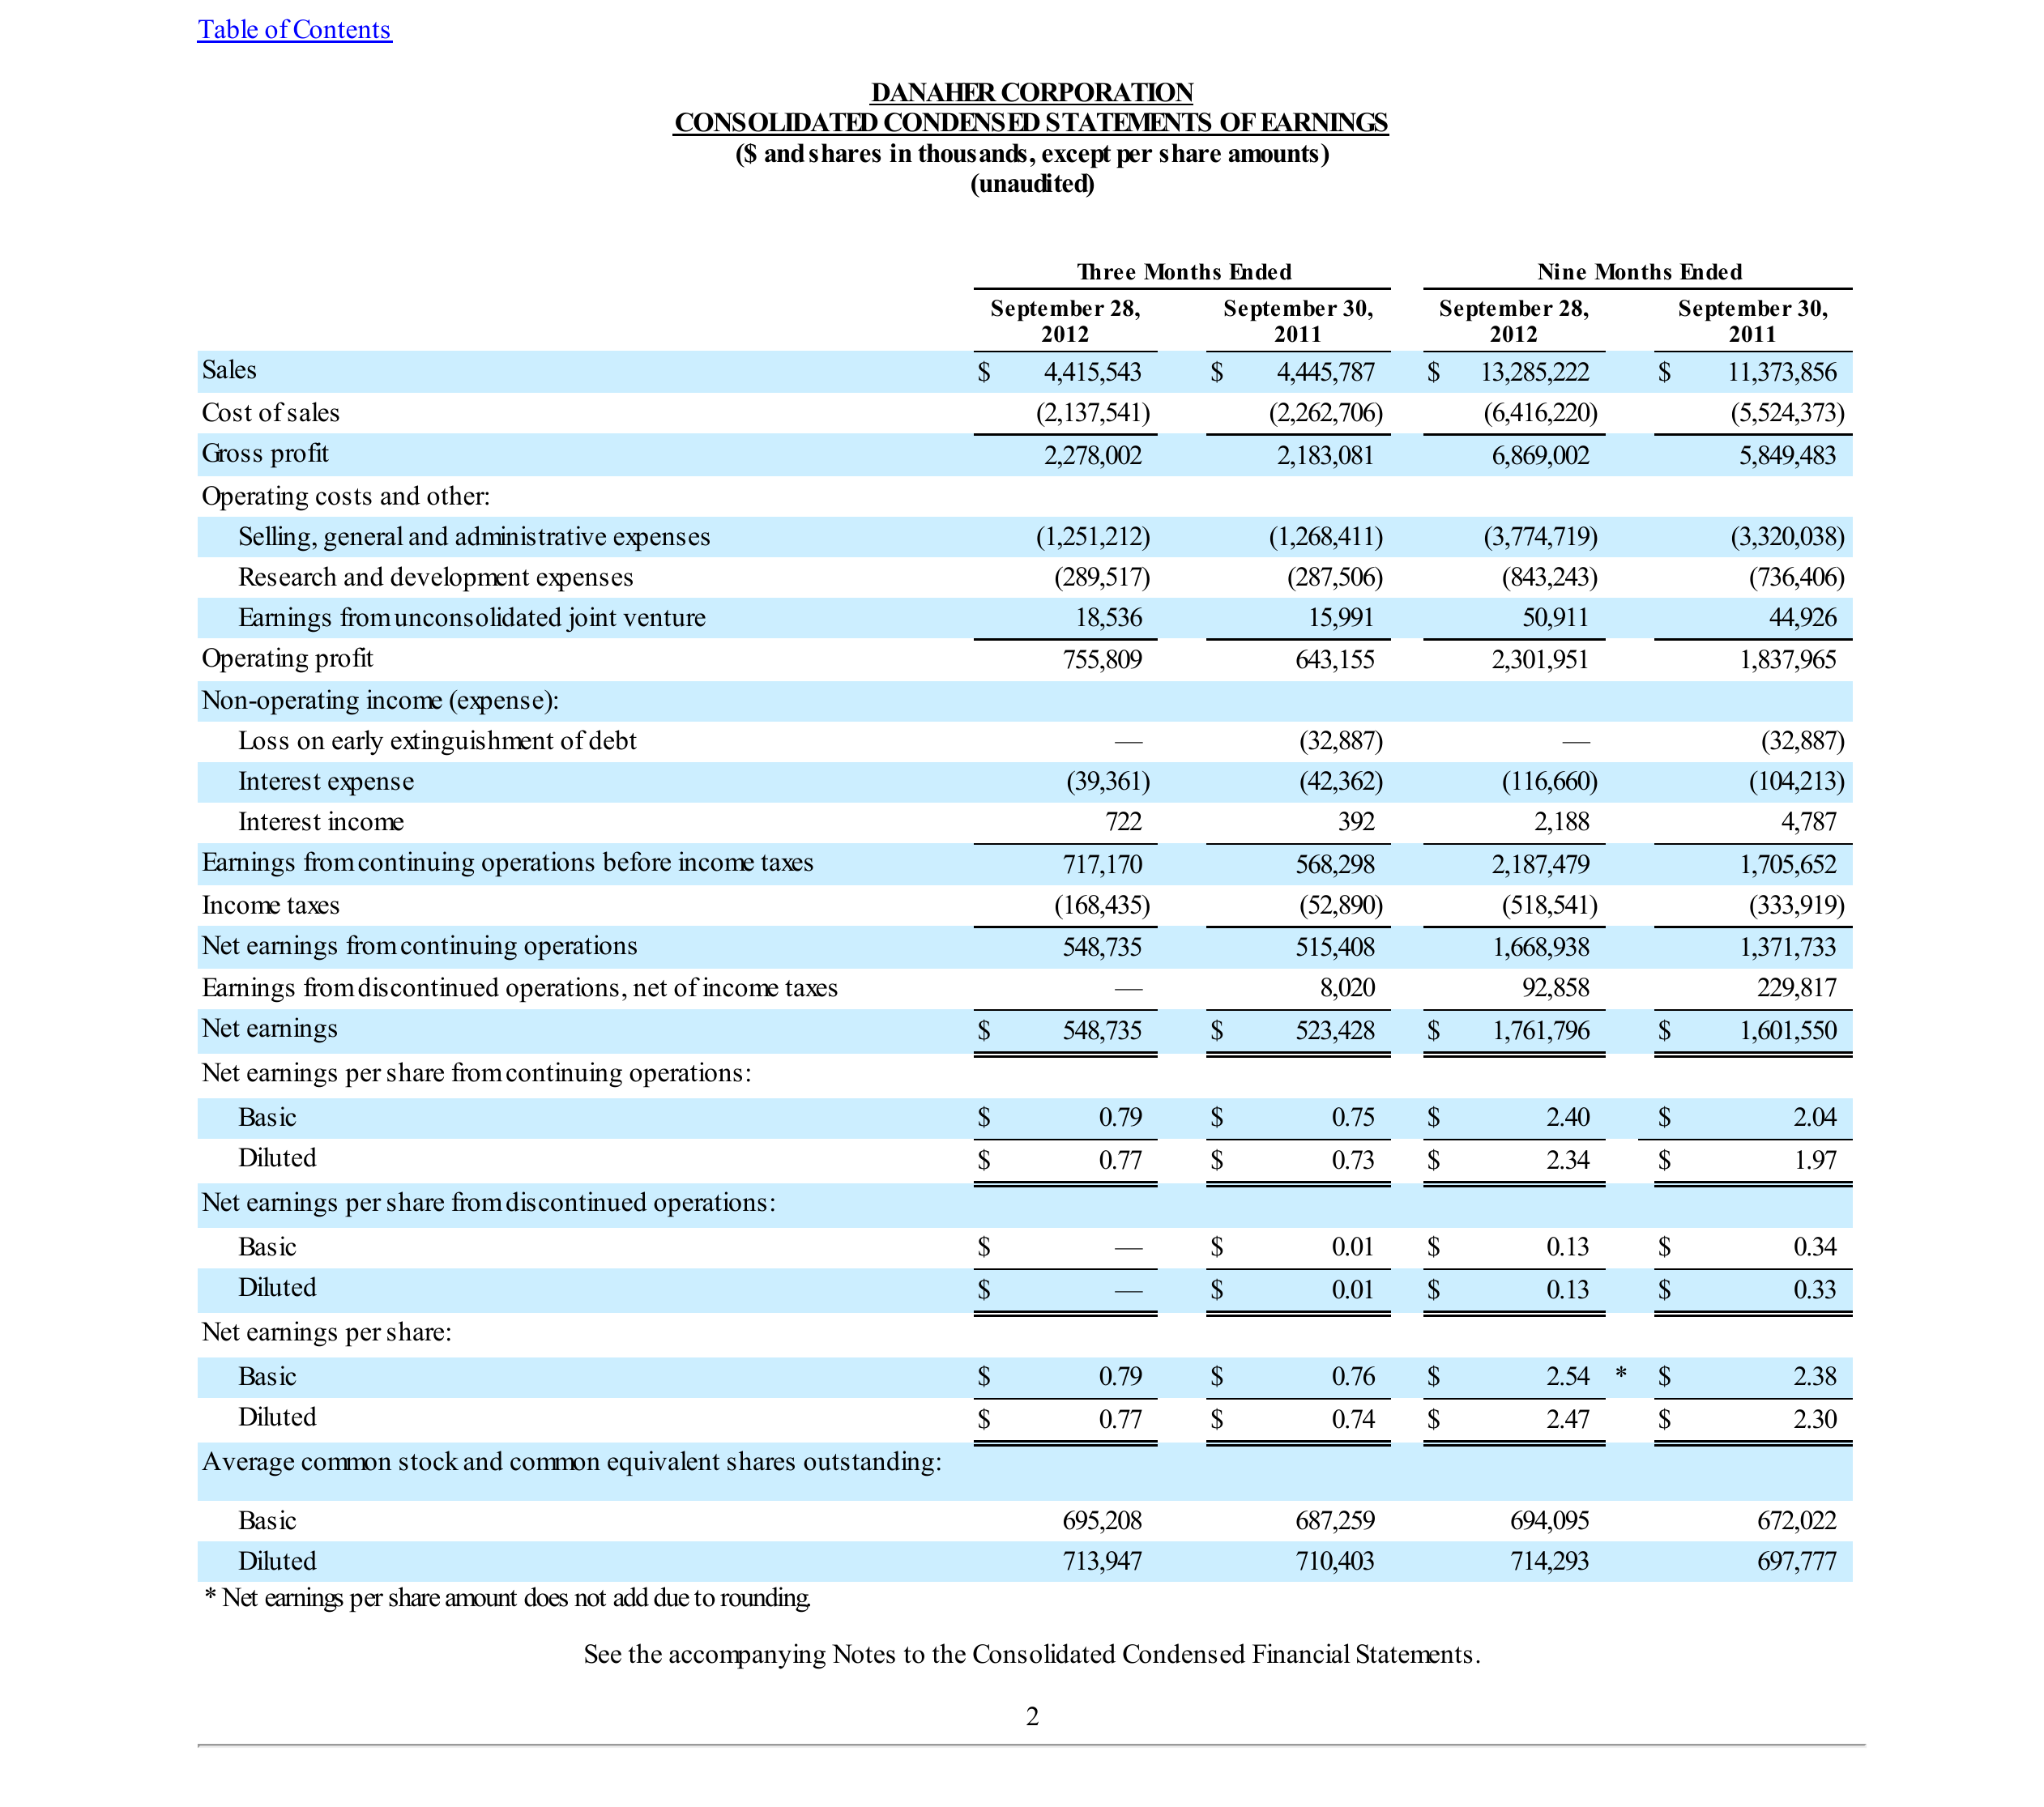 Table of Contents
DANAHER CORPORATION
CONSOLIDATED CONDENSED STATEMENTS OF EARNINGS
($ and shares in thousands, except per share amounts)
(unaudited)
Three Months Ended Nine Months Ended
September 28, 2012 September 30, 2011 September 28, 2012 September 30, 2011
Sales $ 4,415,543 $ 4,445,787 $ 13,285,222 $ 11,373,856
Cost of sales (2,137,541) (2,262,706) (6,416,220) (5,524,373)
Gross profit 2,278,002 2,183,081 6,869,002 5,849,483
Operating costs and other:
Selling, general and administrative expenses (1,251,212) (1,268,411) (3,774,719) (3,320,038)
Research and development expenses (289,517) (287,506) (843,243) (736,406)
Earnings from unconsolidated joint venture 18,536 15,991 50,911 44,926
Operating profit 755,809 643,155 2,301,951 1,837,965
Non-operating income (expense):
Loss on early extinguishment of debt — (32,887) — (32,887)
Interest expense (39,361) (42,362) (116,660) (104,213)
Interest income 722 392 2,188 4,787
Earnings from continuing operations before income taxes 717,170 568,298 2,187,479 1,705,652
Income taxes (168,435) (52,890) (518,541) (333,919)
Net earnings from continuing operations 548,735 515,408 1,668,938 1,371,733
Earnings from discontinued operations, net of income taxes — 8,020 92,858 229,817
Net earnings $ 548,735 $ 523,428 $ 1,761,796 $ 1,601,550
Net earnings per share from continuing operations:
Basic $ 0.79 $ 0.75 $ 2.40 $ 2.04
Diluted $ 0.77 $ 0.73 $ 2.34 $ 1.97
Net earnings per share from discontinued operations:
Basic $ — $ 0.01 $ 0.13 $ 0.34
Diluted $ — $ 0.01 $ 0.13 $ 0.33
Net earnings per share:
Basic $ 0.79 $ 0.76 $ 2.54 * $ 2.38
Diluted $ 0.77 $ 0.74 $ 2.47 $ 2.30
Average common stock and common equivalent shares outstanding:
Basic 695,208 687,259 694,095 672,022
Diluted 713,947 710,403 714,293 697,777
* Net earnings per share amount does not add due to rounding.
See the accompanying Notes to the Consolidated Condensed Financial Statements.
2